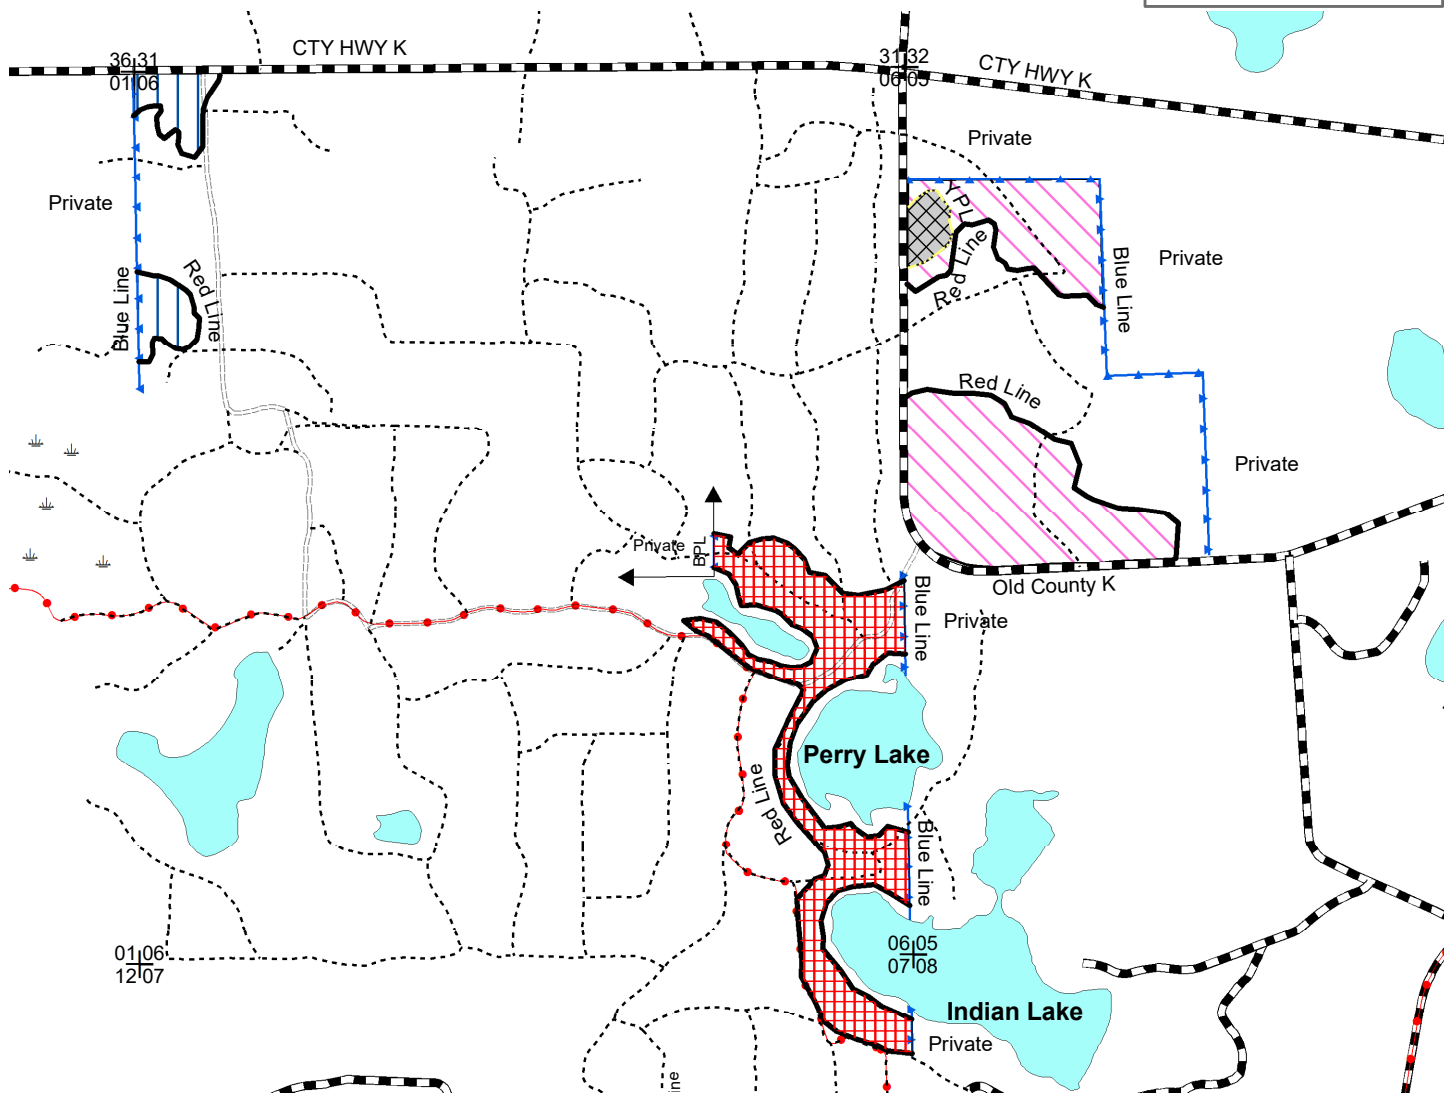 CTY HWY K
36 31
01 06
31 32
06 05
CTY HWY K
Private
Private
YPL
Red Line
Private
Blue Line
Blue Line
Red Line
Red Line
Private
Private
BPL
Old County K
Blue Line
Private
Perry Lake
Red Line
Blue Line
01 06
12 07
06 05
07 08
Indian Lake
Private
ine